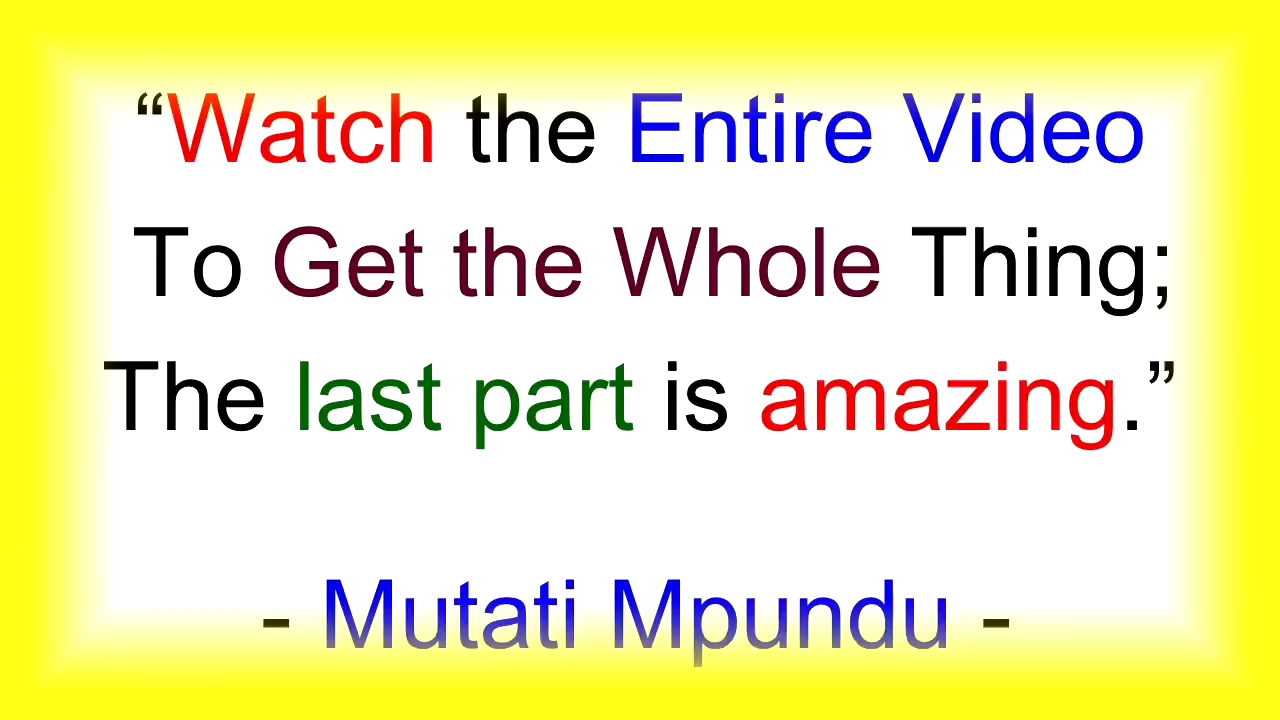 “Watch the Entire Video
To Get the Whole Thing;
The last part is amazing.”
- Mutati Mpundu -